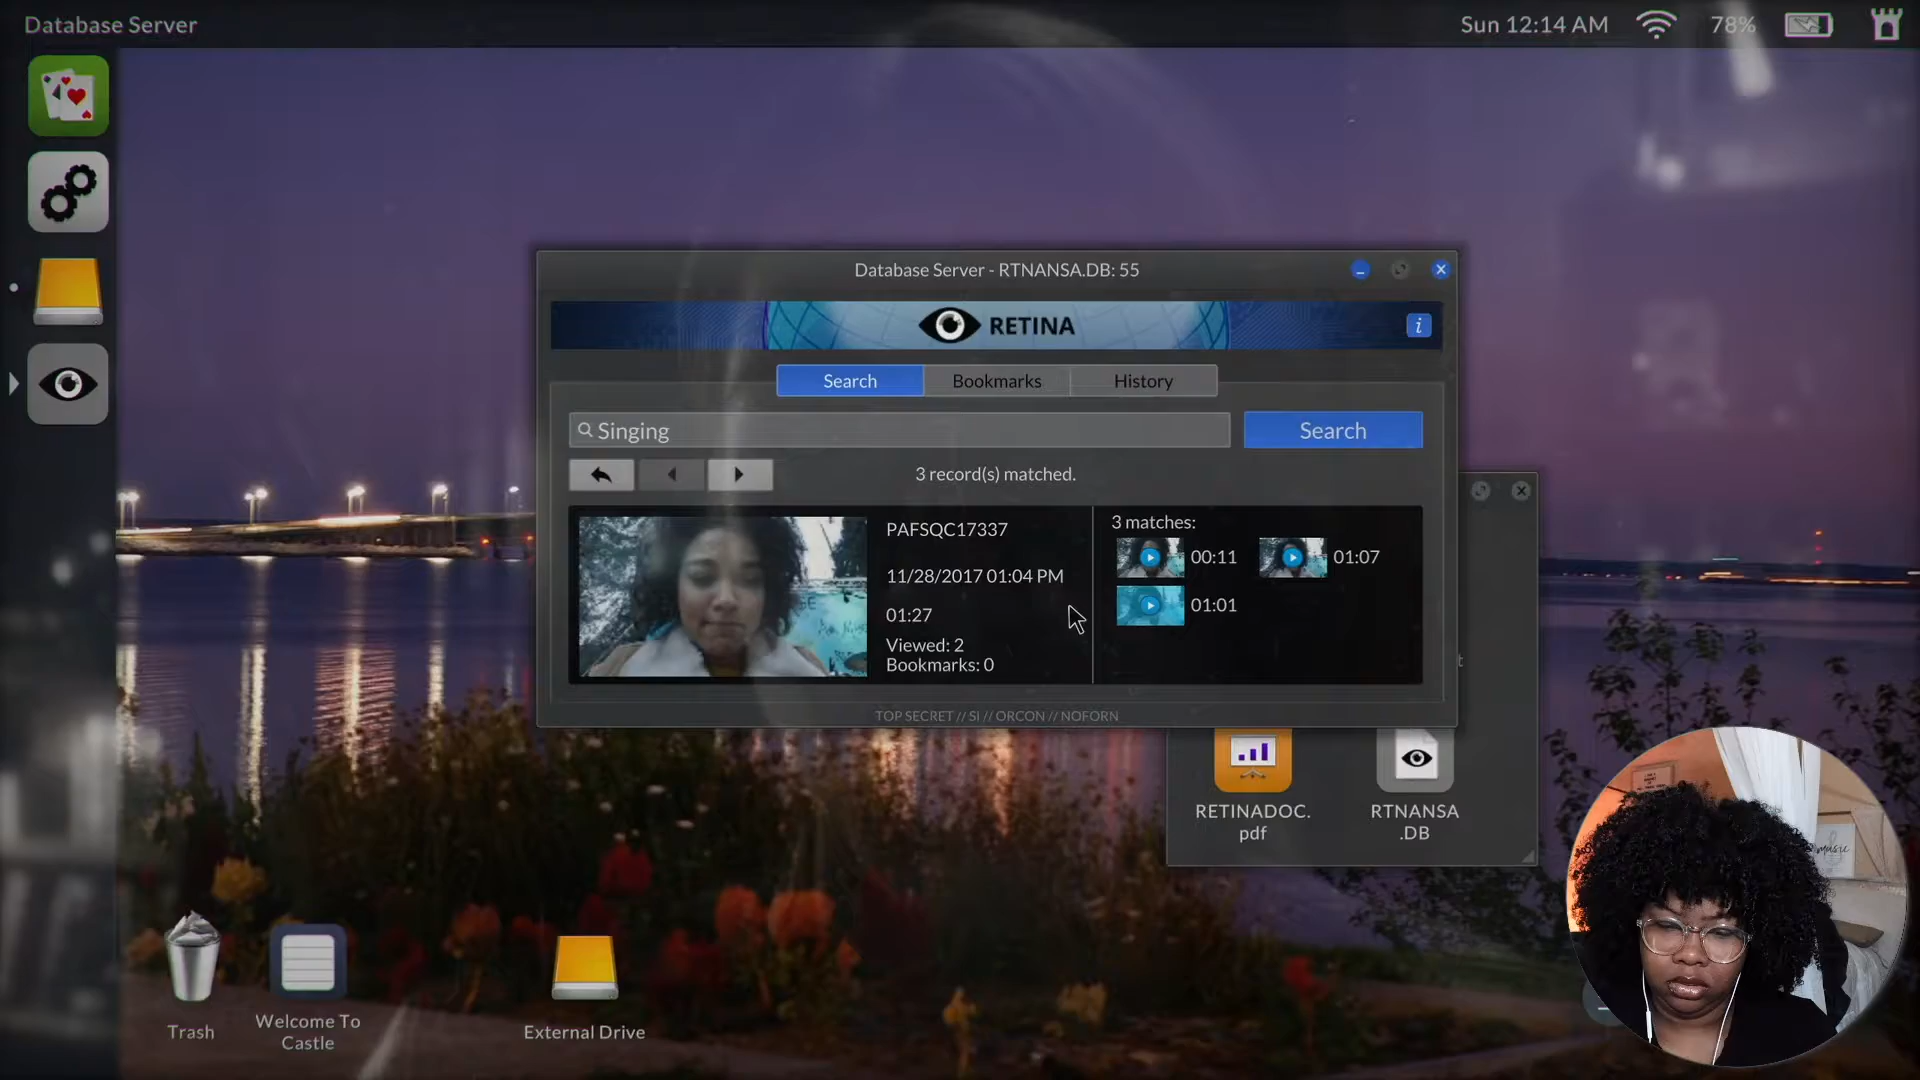 Database Server
Sun 12:14 AM
78%
Database Server - RTNANSA.DB: 55
RETINA
i
Search
Bookmarks
History
Singing
Search
3 record(s) matched.
PAFSQC17337
11/28/2017 01:04 PM
01:27
Viewed: 2
Bookmarks: 0
3 matches:
00:11
01:07
01:01
TOP SECRET // SI // ORCON // NOFORN
t
RETINADOC.
pdf
RTNANSA
.DB
Trash
Welcome To
Castle
External Drive
music